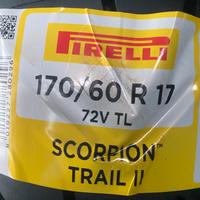 PIRELLI
170/60 R 17
72V TL
SCORPION™
TRAIL II